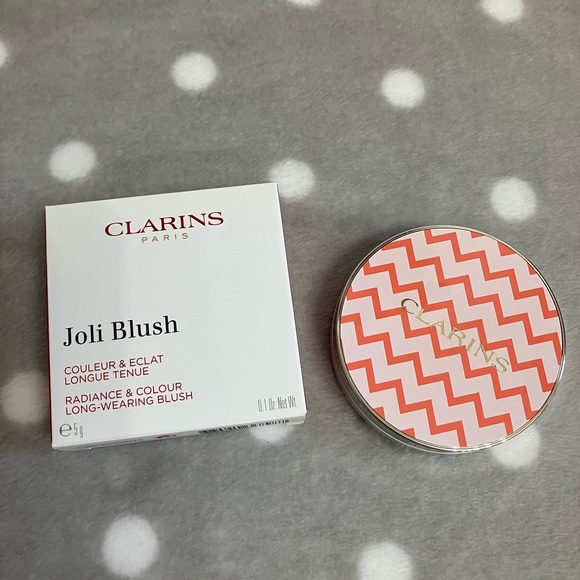 CLARINS
PARIS
Joli Blush
COULEUR & ECLAT
LONGUE TENUE
RADIANCE & COLOUR
LONG-WEARING BLUSH
℮5g
0.1 Oz. Net Wt.
CLARINS